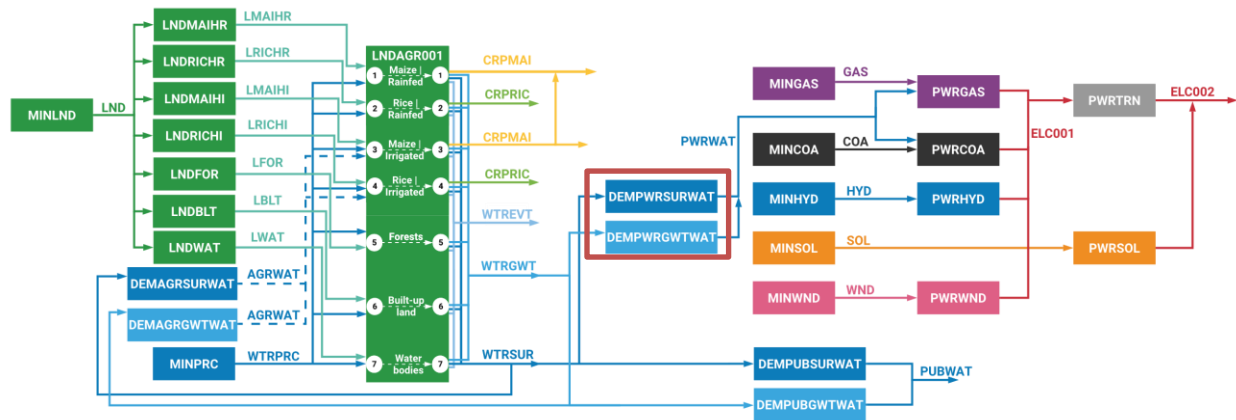 MINLND
LND
LNDMAIHR
LNDRICHR
LNDMAIHI
LNDRICHI
LNDFOR
LNDBLT
LNDWAT
DEMAGRSURWAT
DEMAGRGWTWAT
MINPRC
LMAIHR
LRICHR
LMAIHI
LRICHI
LFOR
LBLT
LWAT
AGRWAT
AGRWAT
WTRPRC
LNDAGR001
1 Maize | 1
Rainfed
2 Rice | 2
Rainfed
3 Maize | 3
Irrigated
4 Rice | 4
Irrigated
5 Forests 5
6 Built-up 6
land
7 Water 7
bodies
CRPMAI
CRPRIC
CRPMAI
CRPRIC
WTREVT
WTRGWT
WTRSUR
DEMPWRSURWAT
DEMPWRGWTWAT
PWRWAT
MINGAS
GAS
PWRGAS
MINCOA
COA
PWRCOA
MINHYD
HYD
PWRHYD
MINSOL
SOL
PWRSOL
MINWND
WND
PWRWND
ELC001
PWRTRN
ELC002
DEMPUBSURWAT
DEMPUBGWTWAT
PUBWAT